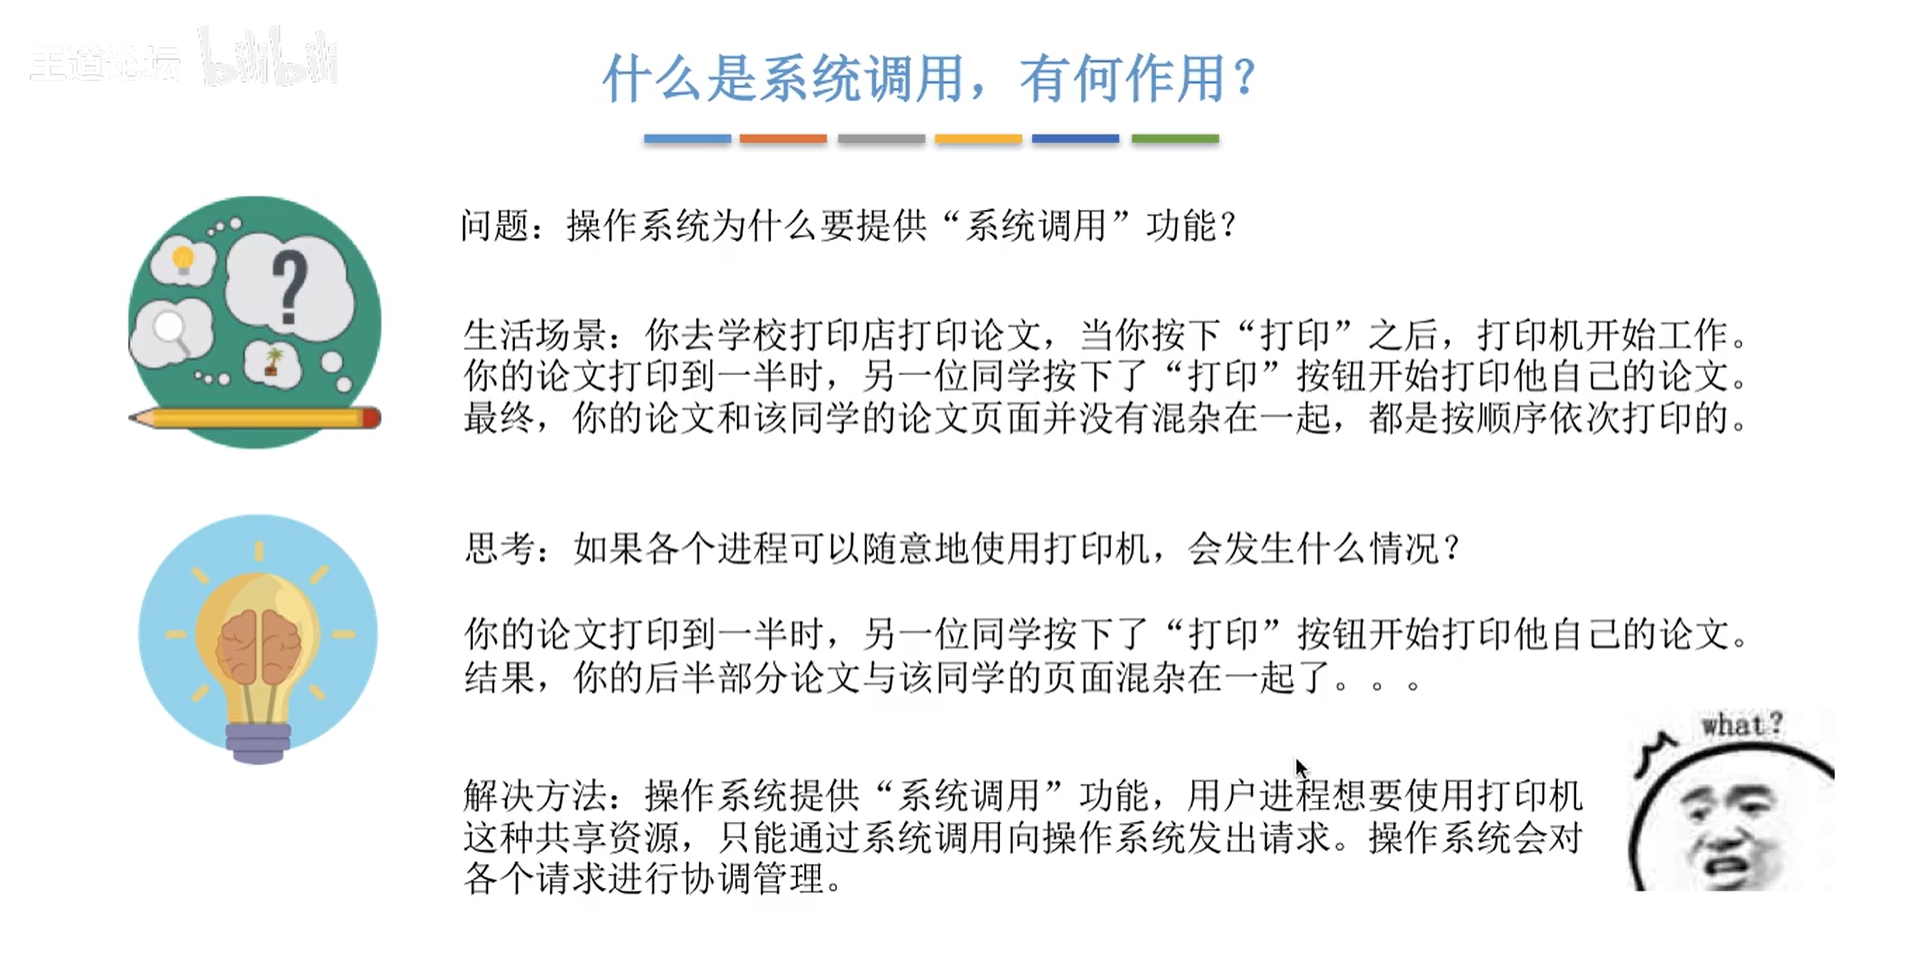 王道论坛 bilibili
什么是系统调用，有何作用？
问题：操作系统为什么要提供“系统调用”功能？
生活场景：你去学校打印店打印论文，当你按下“打印”之后，打印机开始工作。
你的论文打印到一半时，另一位同学按下了“打印”按钮开始打印他自己的论文。
最终，你的论文和该同学的论文页面并没有混杂在一起，都是按顺序依次打印的。
思考：如果各个进程可以随意地使用打印机，会发生什么情况？
你的论文打印到一半时，另一位同学按下了“打印”按钮开始打印他自己的论文。
结果，你的后半部分论文与该同学的页面混杂在一起了。。。
what?
解决方法：操作系统提供“系统调用”功能，用户进程想要使用打印机
这种共享资源，只能通过系统调用向操作系统发出请求。操作系统会对
各个请求进行协调管理。